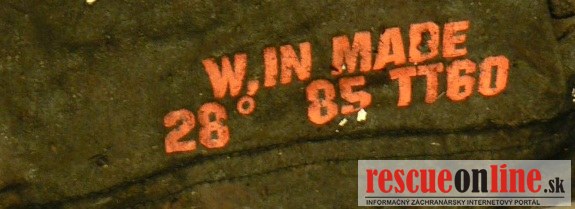 W,IN MADE
28° 85 TT60
rescueonline.sk
INFORMAČNÝ ZÁCHRANÁRSKY INTERNETOVÝ PORTÁL